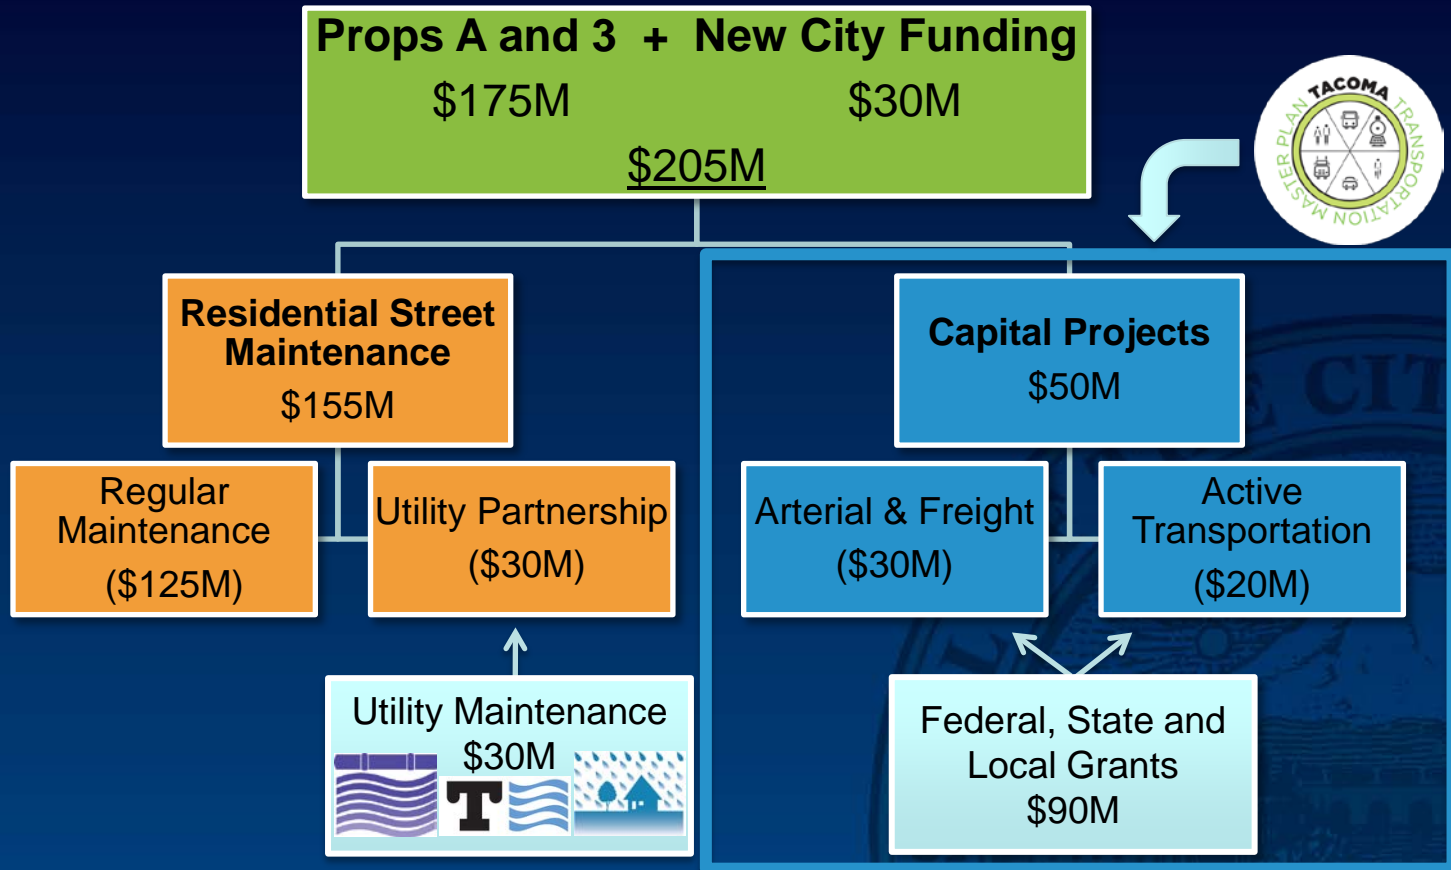 Props A and 3 + New City Funding
$175M $30M
$205M
TACOMA TRANSPORTATION MASTER PLAN
Residential Street
Maintenance
$155M
Capital Projects
$50M
Regular
Maintenance
($125M)
Utility Partnership
($30M)
Arterial & Freight
($30M)
Active
Transportation
($20M)
Utility Maintenance
$30M
T
Federal, State and
Local Grants
$90M
E CIT